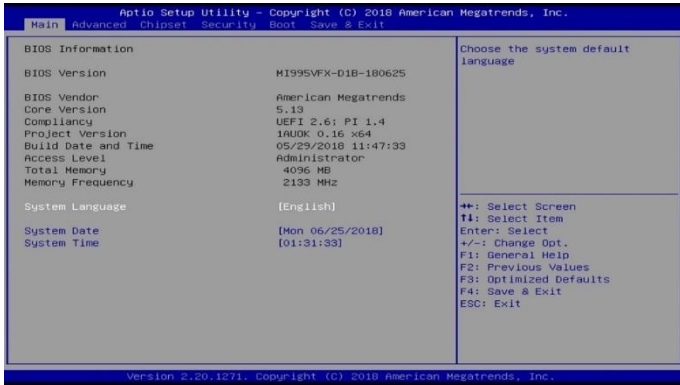 Aptio Setup Utility – Copyright (C) 2018 American Megatrends, Inc.
Main Advanced Chipset Security Boot Save & Exit
BIOS Information
BIOS Version MI995VFX-D1B-180625
BIOS Vendor American Megatrends
Core Version 5.13
Compliancy UEFI 2.6; PI 1.4
Project Version 1AUOK 0.16 x64
Build Date and Time 05/29/2018 11:47:33
Access Level Administrator
Total Memory 4096 MB
Memory Frequency 2133 MHz
System Language [English]
System Date [Mon 06/25/2018]
System Time [01:31:33]
Choose the system default
language
→←: Select Screen
↑↓: Select Item
Enter: Select
+/-: Change Opt.
F1: General Help
F2: Previous Values
F3: Optimized Defaults
F4: Save & Exit
ESC: Exit
Version 2.20.1271. Copyright (C) 2018 American Megatrends, Inc.